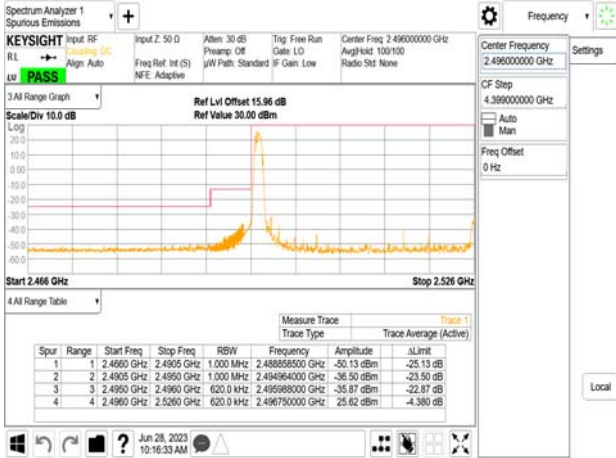 Spectrum Analyzer 1
Spurious Emissions
Frequency
KEYSIGHT
RL
LV PASS
Input: RF
Coupling: DC
Align: Auto
Input Z: 50 Ω
Freq Ref: Int (S)
NFE: Adaptive
Atten: 30 dB
Preamp: Off
µW Path: Standard
Trig: Free Run
Gate: LO
IF Gain: Low
Center Freq: 2.496000000 GHz
Avg|Hold: 100/100
Radio Std: None
Center Frequency
2.496000000 GHz
Settings
CF Step
4.399000000 GHz
Auto
Man
Freq Offset
0 Hz
Local
3 All Range Graph
Scale/Div 10.0 dB
Ref Lvl Offset 15.96 dB
Ref Value 30.00 dBm
Log
20.0
10.0
0.00
-10.0
-20.0
-30.0
-40.0
-50.0
-60.0
Start 2.466 GHz
Stop 2.526 GHz
4 All Range Table
Measure Trace Trace 1
Trace Type Trace Average (Active)
Spur Range Start Freq Stop Freq RBW Frequency Amplitude ΔLimit
1 1 2.4660 GHz 2.4905 GHz 1.000 MHz 2.488858500 GHz -50.13 dBm -25.13 dB
2 2 2.4905 GHz 2.4950 GHz 1.000 MHz 2.494964000 GHz -36.50 dBm -23.50 dB
3 3 2.4950 GHz 2.4960 GHz 620.0 kHz 2.495988000 GHz -35.87 dBm -22.87 dB
4 4 2.4960 GHz 2.5260 GHz 620.0 kHz 2.496750000 GHz 25.62 dBm -4.380 dB
Jun 28, 2023
10:16:33 AM